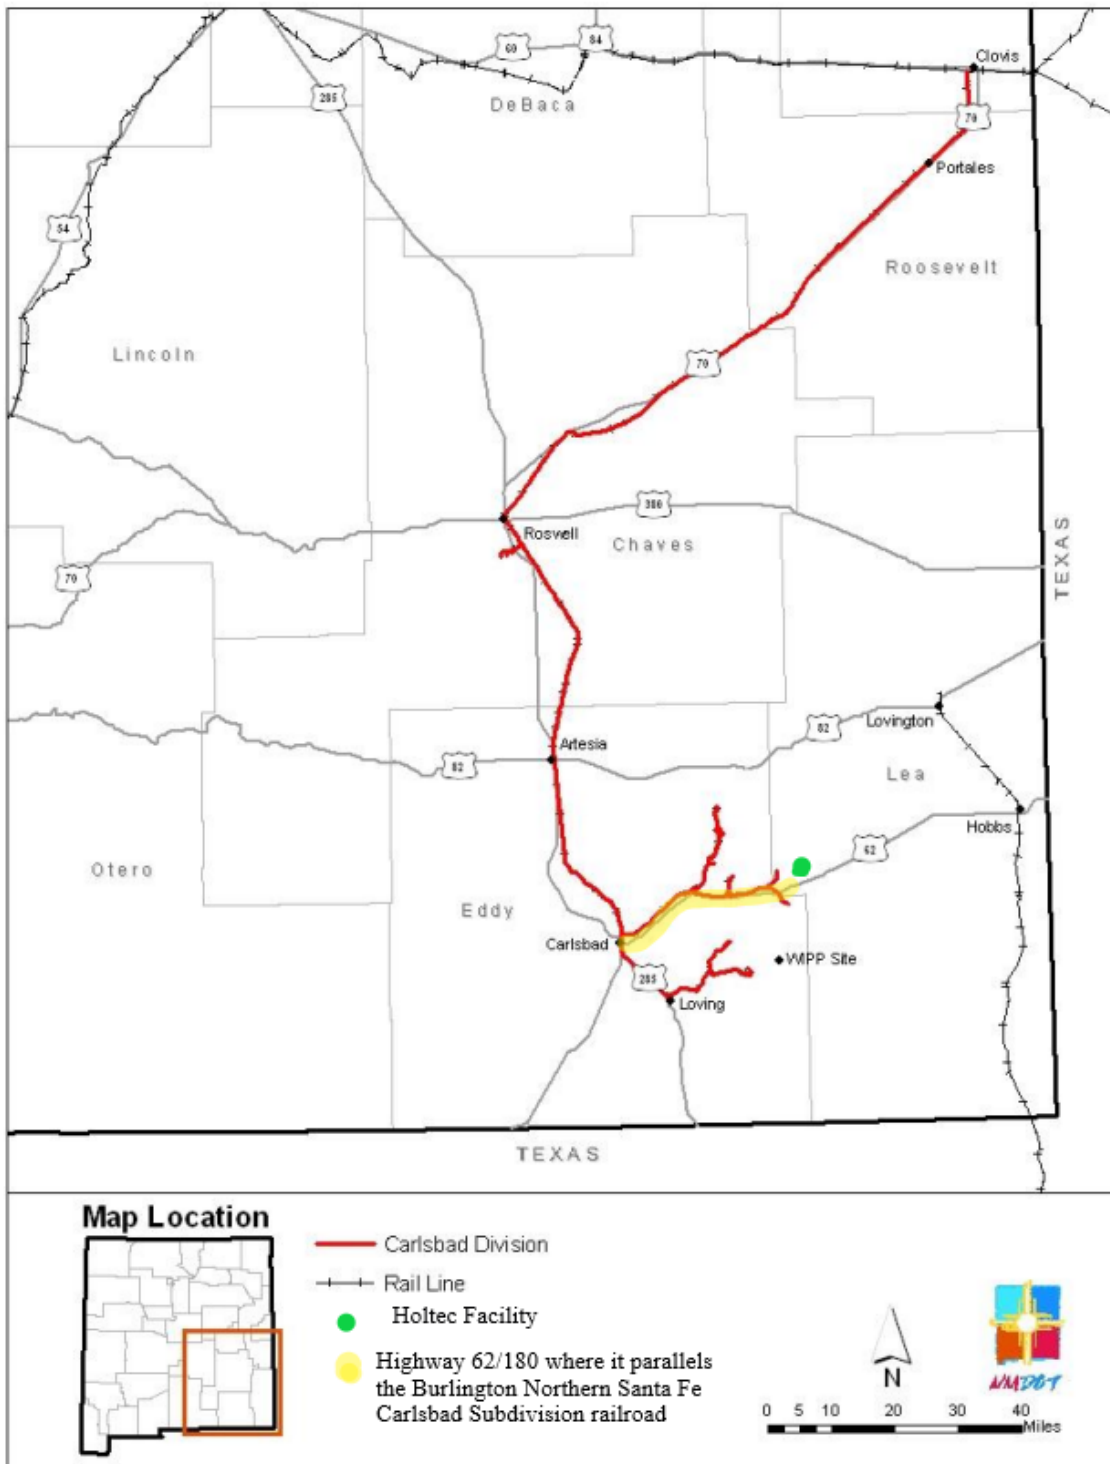 60
84
Clovis
285
DeBaca
70
Portales
54
Roosevelt
Lincoln
70
380
Roswell
Chaves
TEXAS
70
Lovington
82
Artesia
82
Lea
Hobbs
62
Otero
Eddy
Carlsbad
WIPP Site
285
Loving
TEXAS
Map Location
Carlsbad Division
Rail Line
Holtec Facility
Highway 62/180 where it parallels
the Burlington Northern Santa Fe
Carlsbad Subdivision railroad
N
NMDOT
0 5 10 20 30 40
Miles